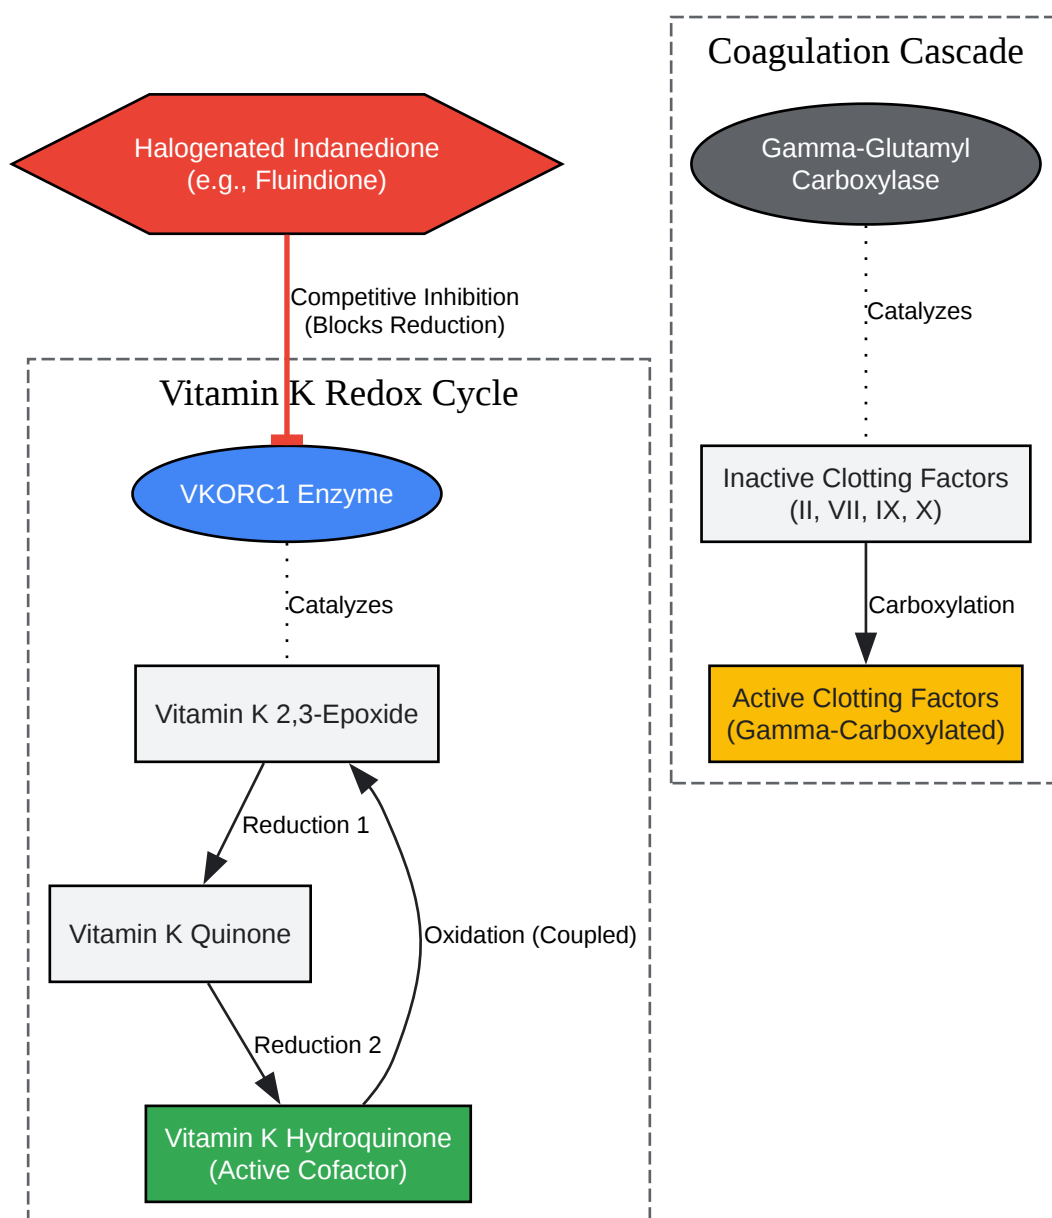 Coagulation Cascade
Halogenated Indanedione
(e.g., Fluindione)
Gamma-Glutamyl
Carboxylase
Competitive Inhibition
(Blocks Reduction)
Catalyzes
Vitamin K Redox Cycle
VKORC1 Enzyme
Inactive Clotting Factors
(II, VII, IX, X)
Catalyzes
Carboxylation
Vitamin K 2,3-Epoxide
Active Clotting Factors
(Gamma-Carboxylated)
Reduction 1
Vitamin K Quinone
Oxidation (Coupled)
Reduction 2
Vitamin K Hydroquinone
(Active Cofactor)